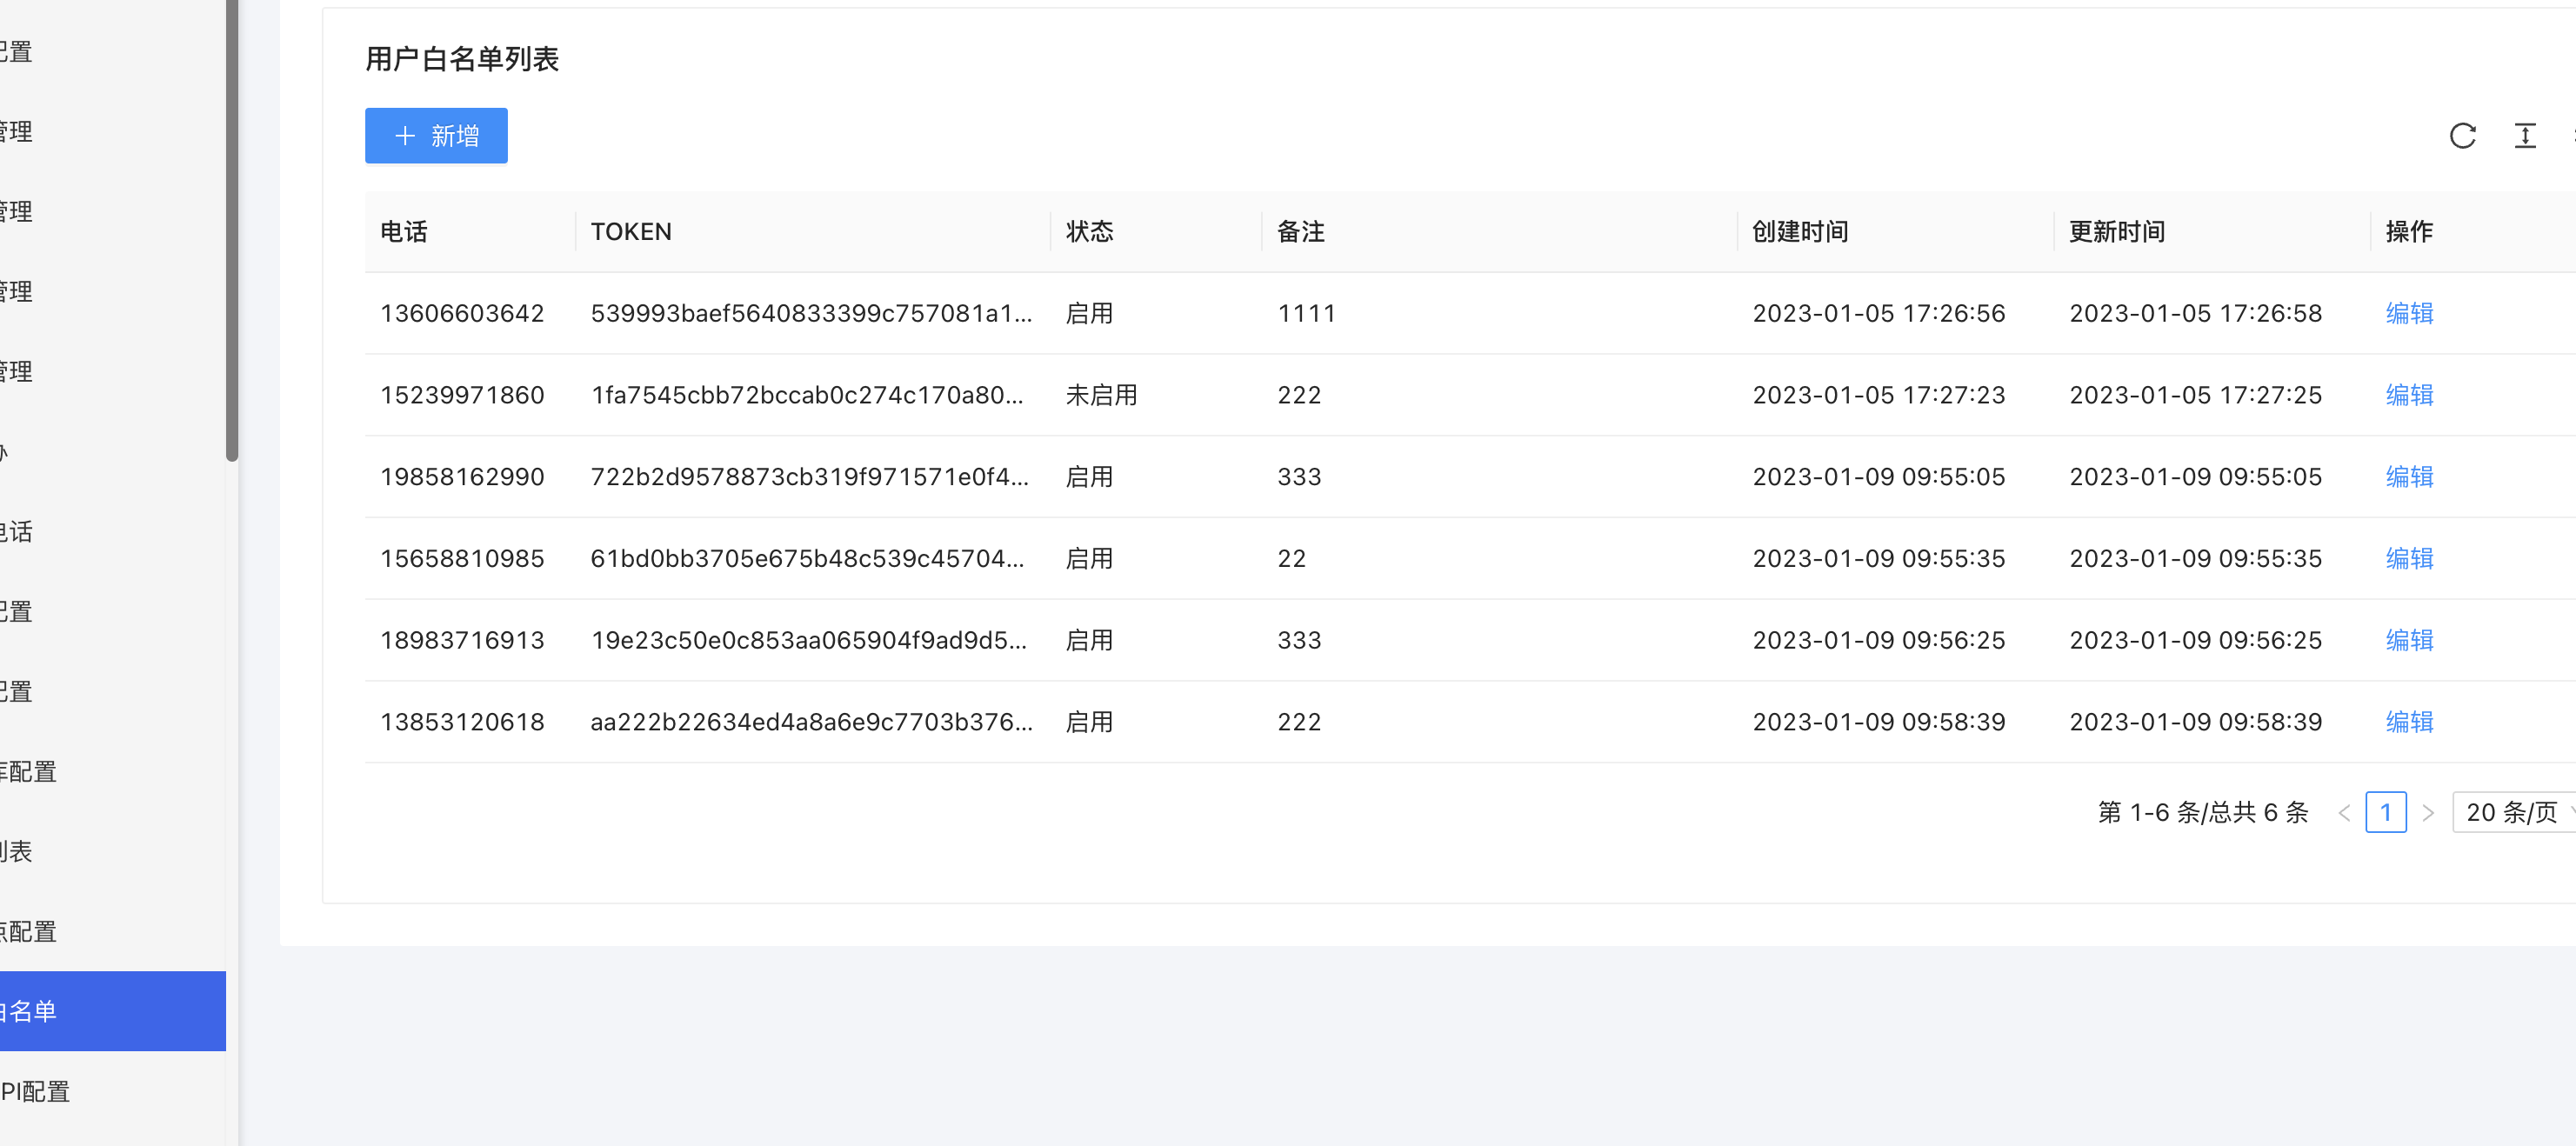 配置
管理
管理
管理
管理
电话
配置
配置
库配置
列表
点配置
白名单
PI配置
用户白名单列表
+ 新增
电话 TOKEN 状态 备注 创建时间 更新时间 操作
13606603642 539993baef5640833399c757081a1... 启用 1111 2023-01-05 17:26:56 2023-01-05 17:26:58 编辑
15239971860 1fa7545cbb72bccab0c274c170a80... 未启用 222 2023-01-05 17:27:23 2023-01-05 17:27:25 编辑
19858162990 722b2d9578873cb319f971571e0f4... 启用 333 2023-01-09 09:55:05 2023-01-09 09:55:05 编辑
15658810985 61bd0bb3705e675b48c539c45704... 启用 22 2023-01-09 09:55:35 2023-01-09 09:55:35 编辑
18983716913 19e23c50e0c853aa065904f9ad9d5... 启用 333 2023-01-09 09:56:25 2023-01-09 09:56:25 编辑
13853120618 aa222b22634ed4a8a6e9c7703b376... 启用 222 2023-01-09 09:58:39 2023-01-09 09:58:39 编辑
第 1-6 条/总共 6 条 < 1 > 20 条/页